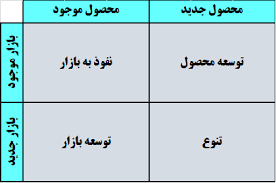 محصول موجود
محصول جدید
بازار موجود
نفوذ به بازار
توسعه محصول
بازار جدید
توسعه بازار
تنوع